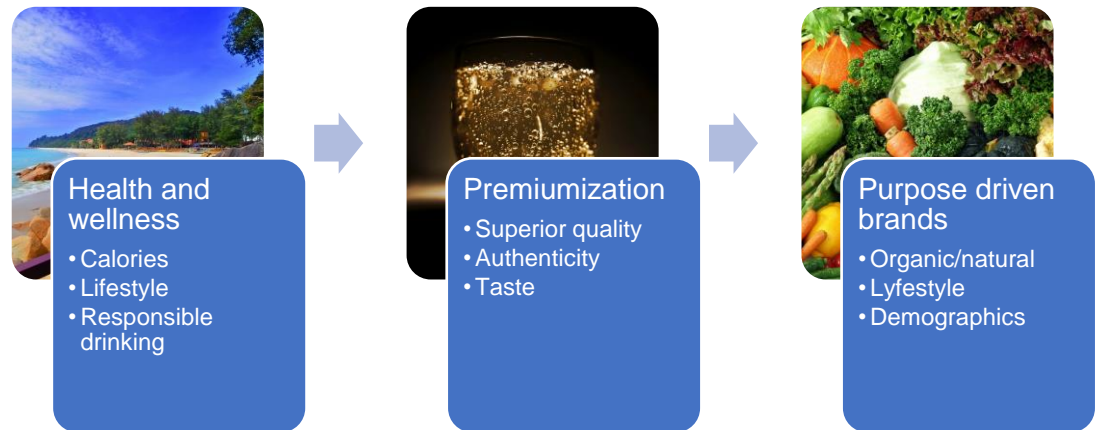 Health and
wellness
• Calories
• Lifestyle
• Responsible
drinking
Premiumization
• Superior quality
• Authenticity
• Taste
Purpose driven
brands
• Organic/natural
• Lyfestyle
• Demographics